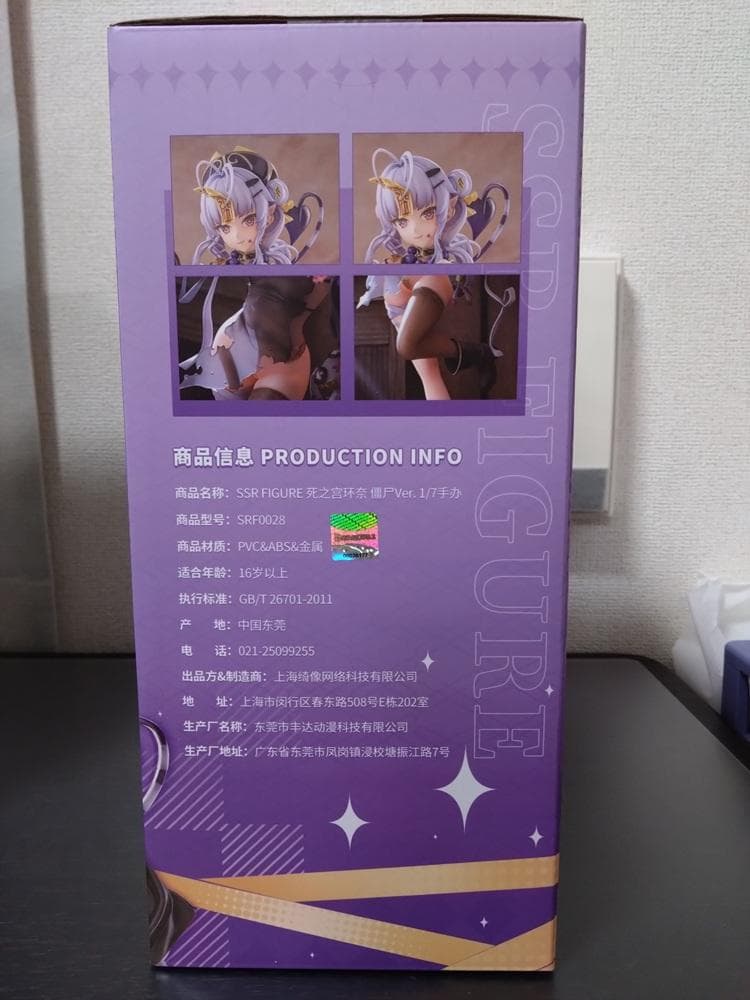 商品信息 PRODUCTION INFO
商品名称：SSR FIGURE 死之宫环奈 僵尸Ver. 1/7手办
商品型号：SRF0028
商品材质：PVC&ABS&金属
适合年龄：16岁以上
执行标准：GB/T 26701-2011
产 地：中国东莞
电 话：021-25099255
出品方&制造商：上海绮像网络科技有限公司
地 址：上海市闵行区春东路508号E栋202室
生产厂名称：东莞市丰达动漫科技有限公司
生产厂地址：广东省东莞市凤岗镇浸校塘振江路7号
SSR FIGURE